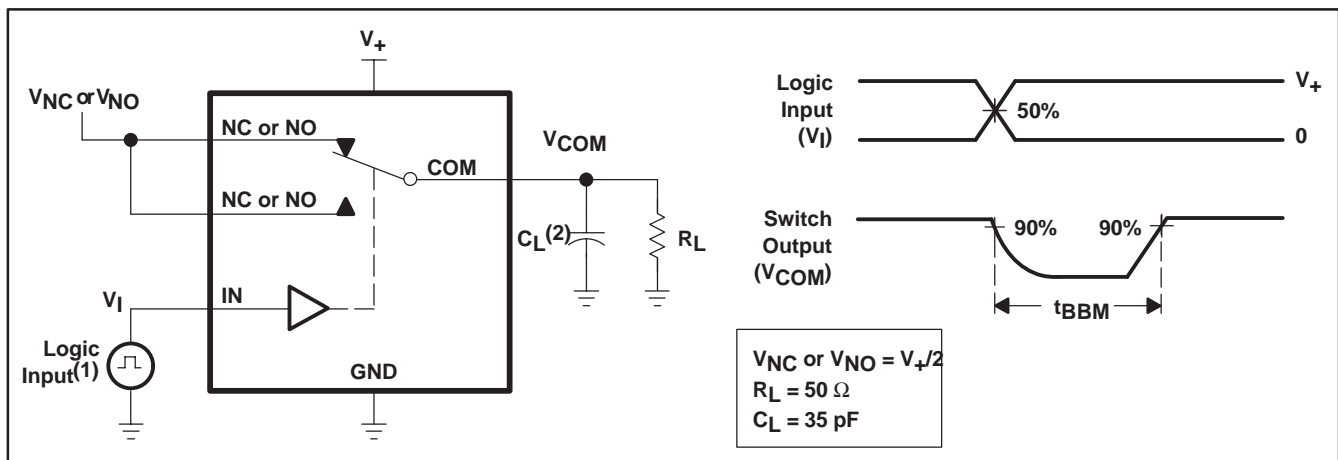 V+
VNC or VNO
NC or NO
VCOM
COM
NC or NO
CL(2)
RL
VI
IN
Logic
Input(1)
GND
Logic
Input
(VI)
V+
50%
0
Switch
Output
(VCOM)
90%
90%
tBBM
VNC or VNO = V+/2
RL = 50 Ω
CL = 35 pF